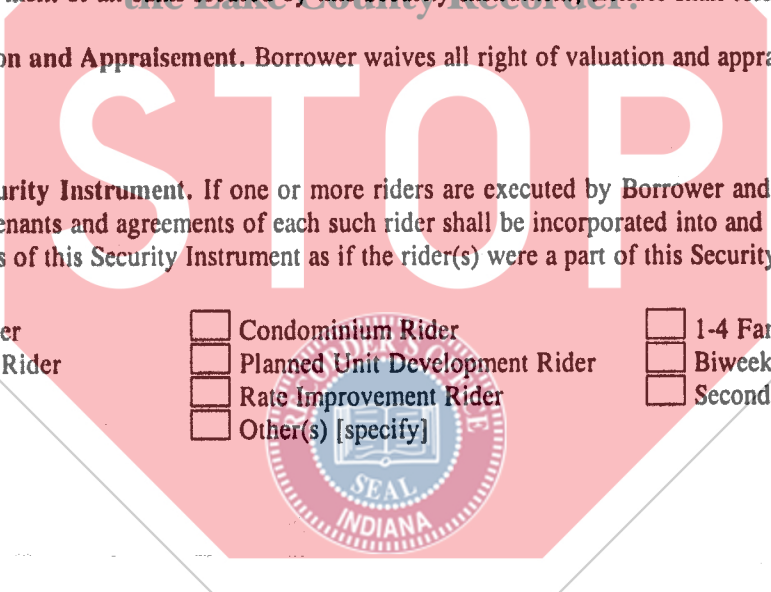 the Lake County Recorder!
on and Appraisement. Borrower waives all right of valuation and appra
STOP
urity Instrument. If one or more riders are executed by Borrower and
enants and agreements of each such rider shall be incorporated into and
s of this Security Instrument as if the rider(s) were a part of this Security
er Condominium Rider 1-4 Fam
Rider Planned Unit Development Rider Biweek
Rate Improvement Rider Second
Other(s) [specify]
RECORDER'S OFFICE
SEAL
INDIANA